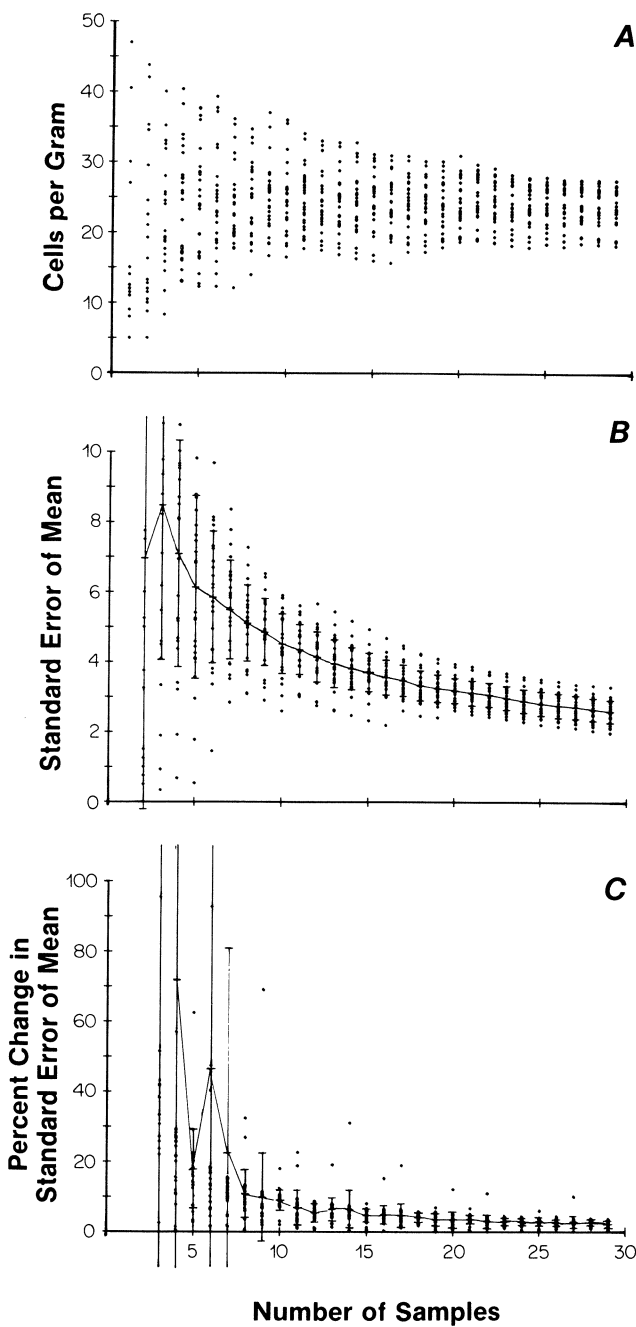 A
50
40
30
20
10
0
Cells per Gram
B
10
8
6
4
2
0
Standard Error of Mean
C
100
80
60
40
20
0
Percent Change in
Standard Error of Mean
5 10 15 20 25 30
Number of Samples